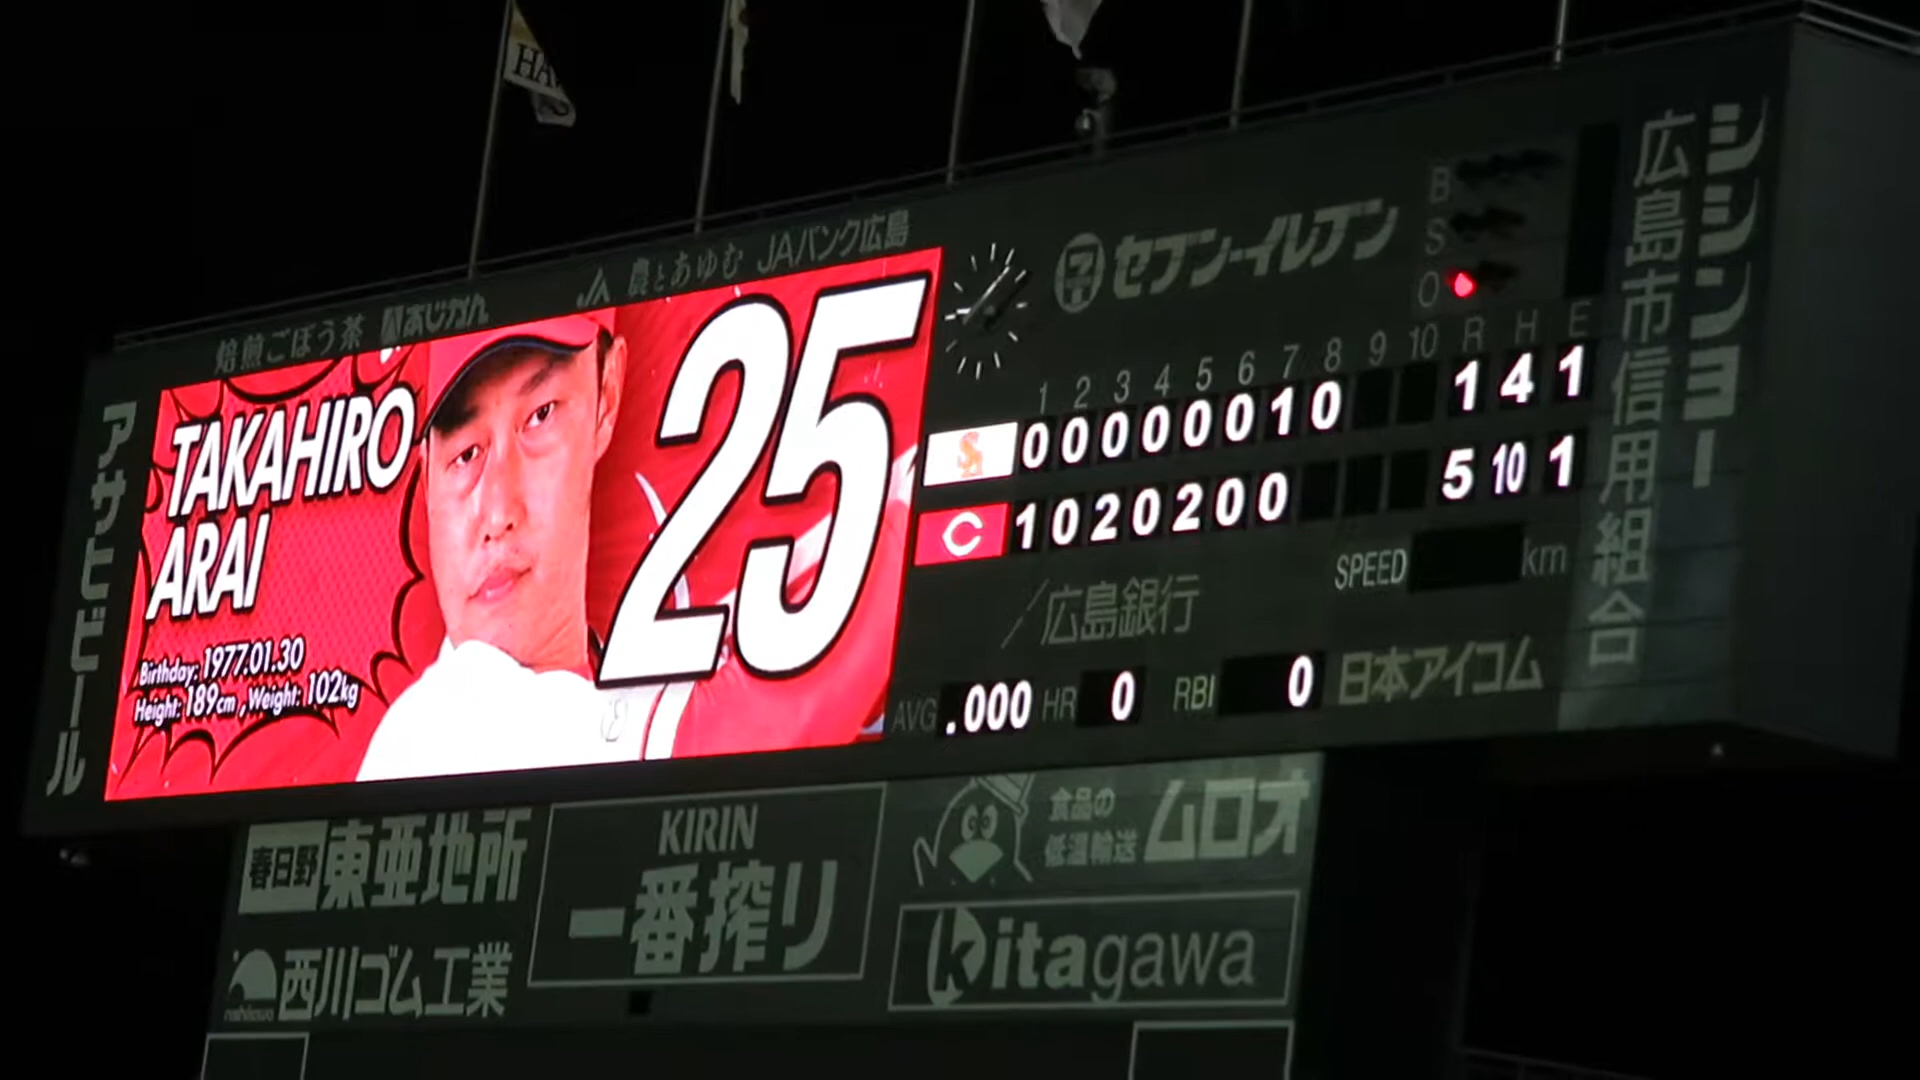 HA
焙煎ごぼう茶 あじかん
JA 農とあゆむ JAバンク広島
アサヒビール
TAKAHIRO
ARAI
Birthday: 1977.01.30
Height: 189cm , Weight: 102kg
25
セブン-イレブン
B
S
O
1 2 3 4 5 6 7 8 9 10 R H E
0 0 0 0 0 0 1 0 1 4 1
C 1 0 2 0 2 0 0 5 10 1
SPEED km
広島銀行
AVG .000 HR 0 RBI 0 日本アイコム
広島市信用組合
シシンヨー
春日野 東亜地所
西川ゴム工業
nishikawa
KIRIN
一番搾り
食品の
低温輸送
ムロオ
kitagawa